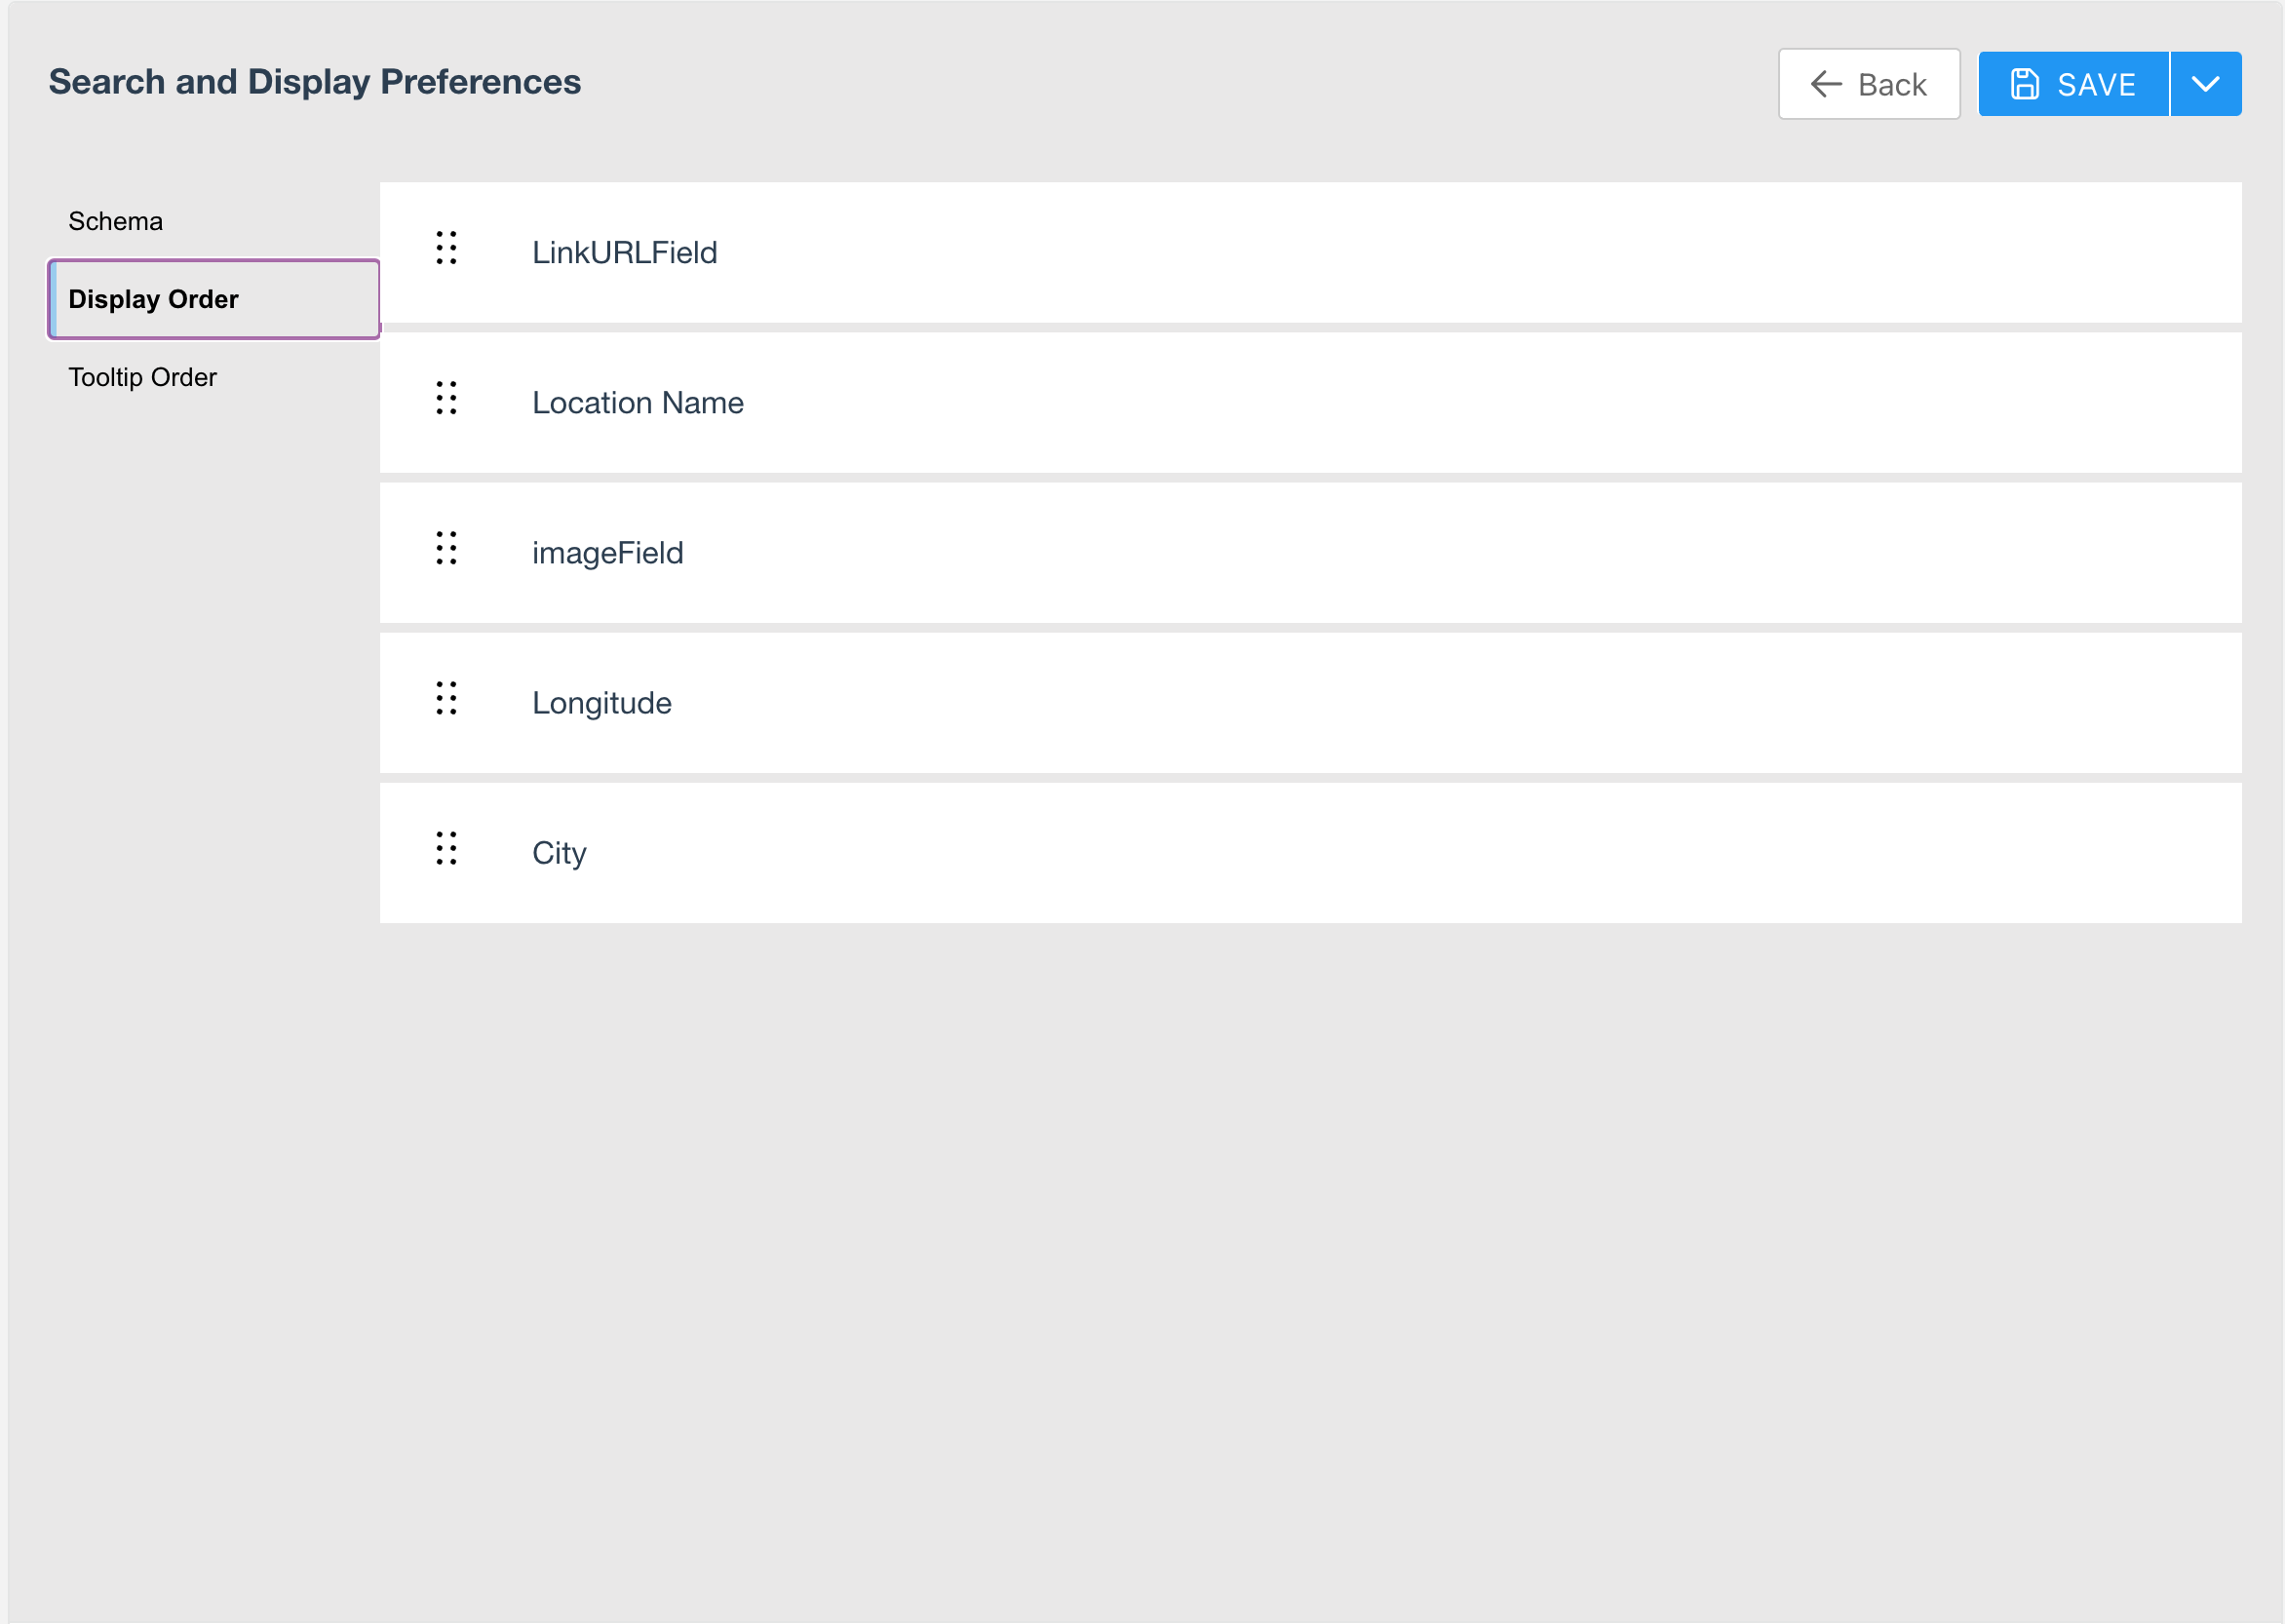 Search and Display Preferences
Back
SAVE
Schema
Display Order
Tooltip Order
LinkURLField
Location Name
imageField
Longitude
City